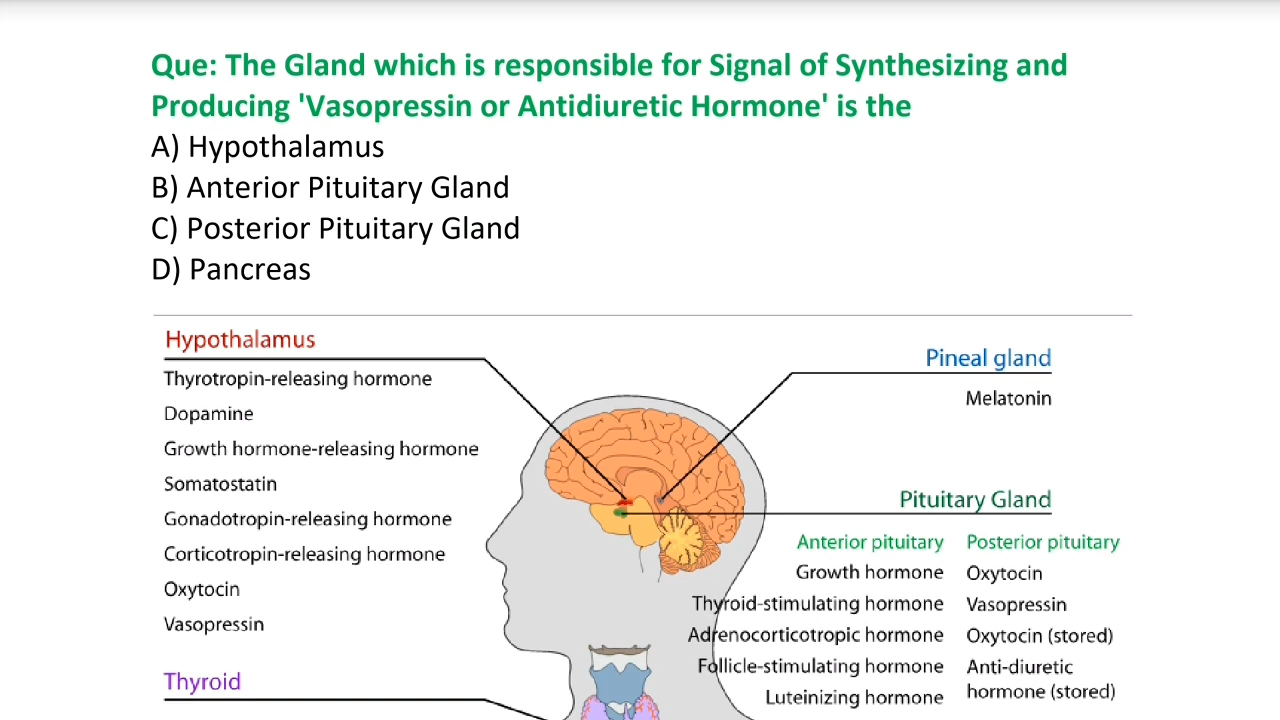 Que: The Gland which is responsible for Signal of Synthesizing and
Producing 'Vasopressin or Antidiuretic Hormone' is the
A) Hypothalamus
B) Anterior Pituitary Gland
C) Posterior Pituitary Gland
D) Pancreas
Hypothalamus
Thyrotropin-releasing hormone
Dopamine
Growth hormone-releasing hormone
Somatostatin
Gonadotropin-releasing hormone
Corticotropin-releasing hormone
Oxytocin
Vasopressin
Thyroid
Pineal gland
Melatonin
Pituitary Gland
Anterior pituitary
Growth hormone
Thyroid-stimulating hormone
Adrenocorticotropic hormone
Follicle-stimulating hormone
Luteinizing hormone
Posterior pituitary
Oxytocin
Vasopressin
Oxytocin (stored)
Anti-diuretic
hormone (stored)